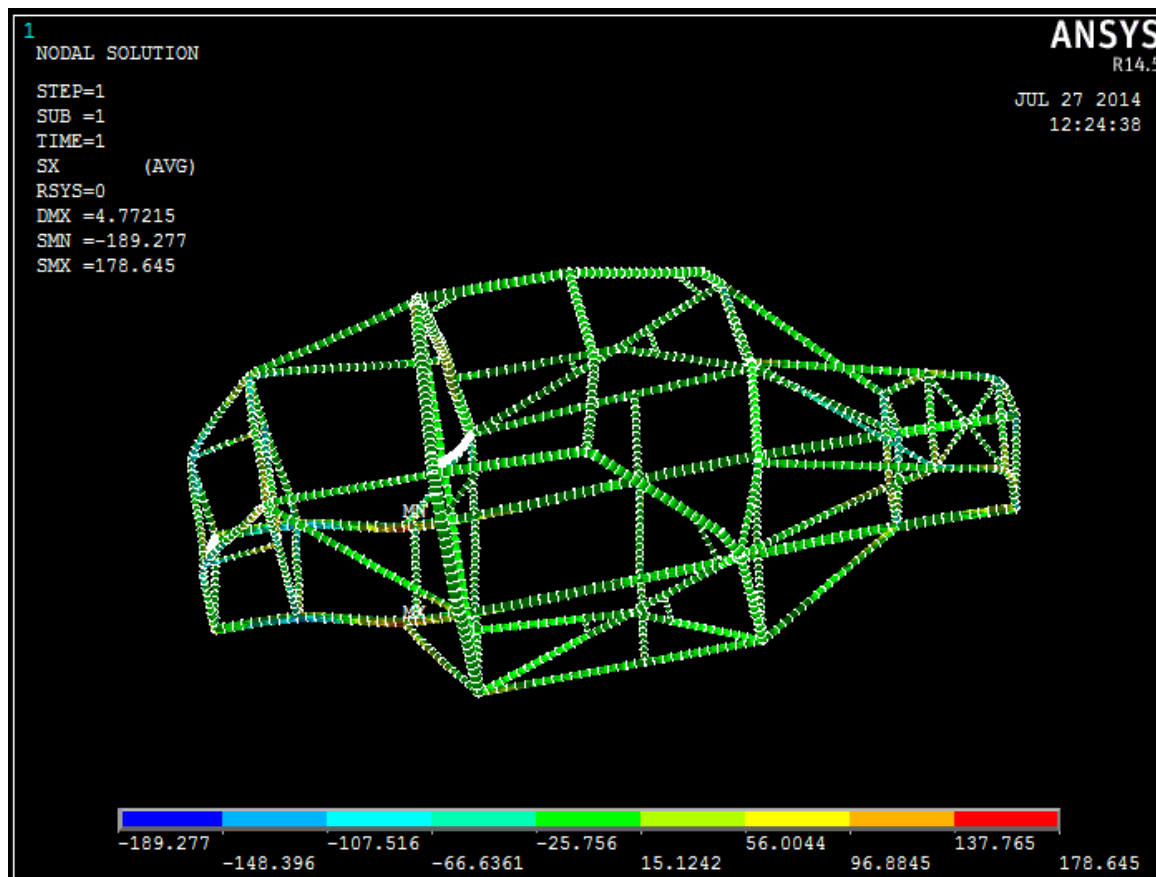 1
NODAL SOLUTION
STEP=1
SUB =1
TIME=1
SX (AVG)
RSYS=0
DMX =4.77215
SMN =-189.277
SMX =178.645
ANSYS
R14.5
JUL 27 2014
12:24:38
MN
MX
-189.277 -107.516 -25.756 56.0044 137.765
-148.396 -66.6361 15.1242 96.8845 178.645